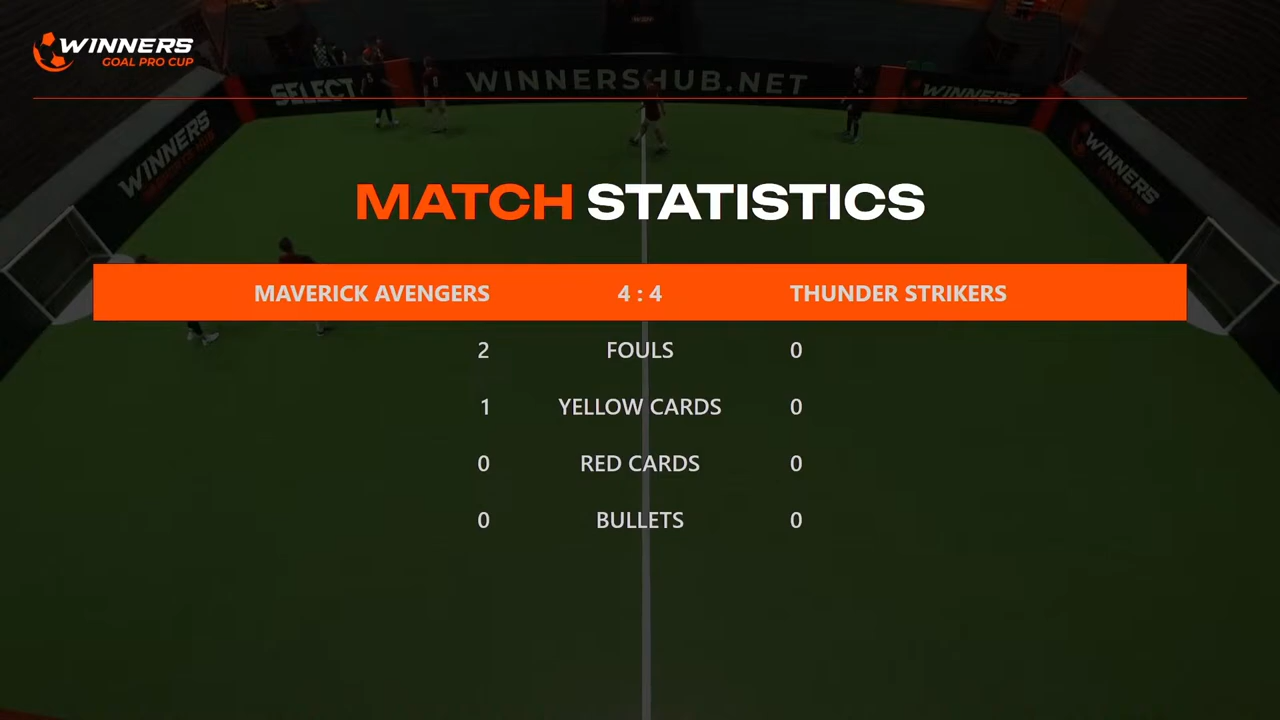 WINNERS
GOAL PRO CUP
SELECT
WINNERSHUB.NET
WINNERS
WINNERS
WINNERS
MATCH STATISTICS
MAVERICK AVENGERS 4 : 4 THUNDER STRIKERS
2 FOULS 0
1 YELLOW CARDS 0
0 RED CARDS 0
0 BULLETS 0